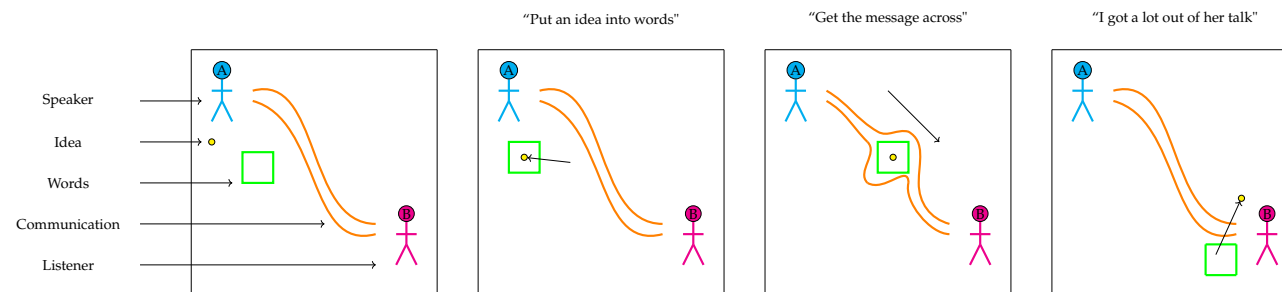 “Put an idea into words"
“Get the message across"
“I got a lot out of her talk"
A
A
A
A
Speaker
Idea
Words
Communication
B
B
B
B
Listener